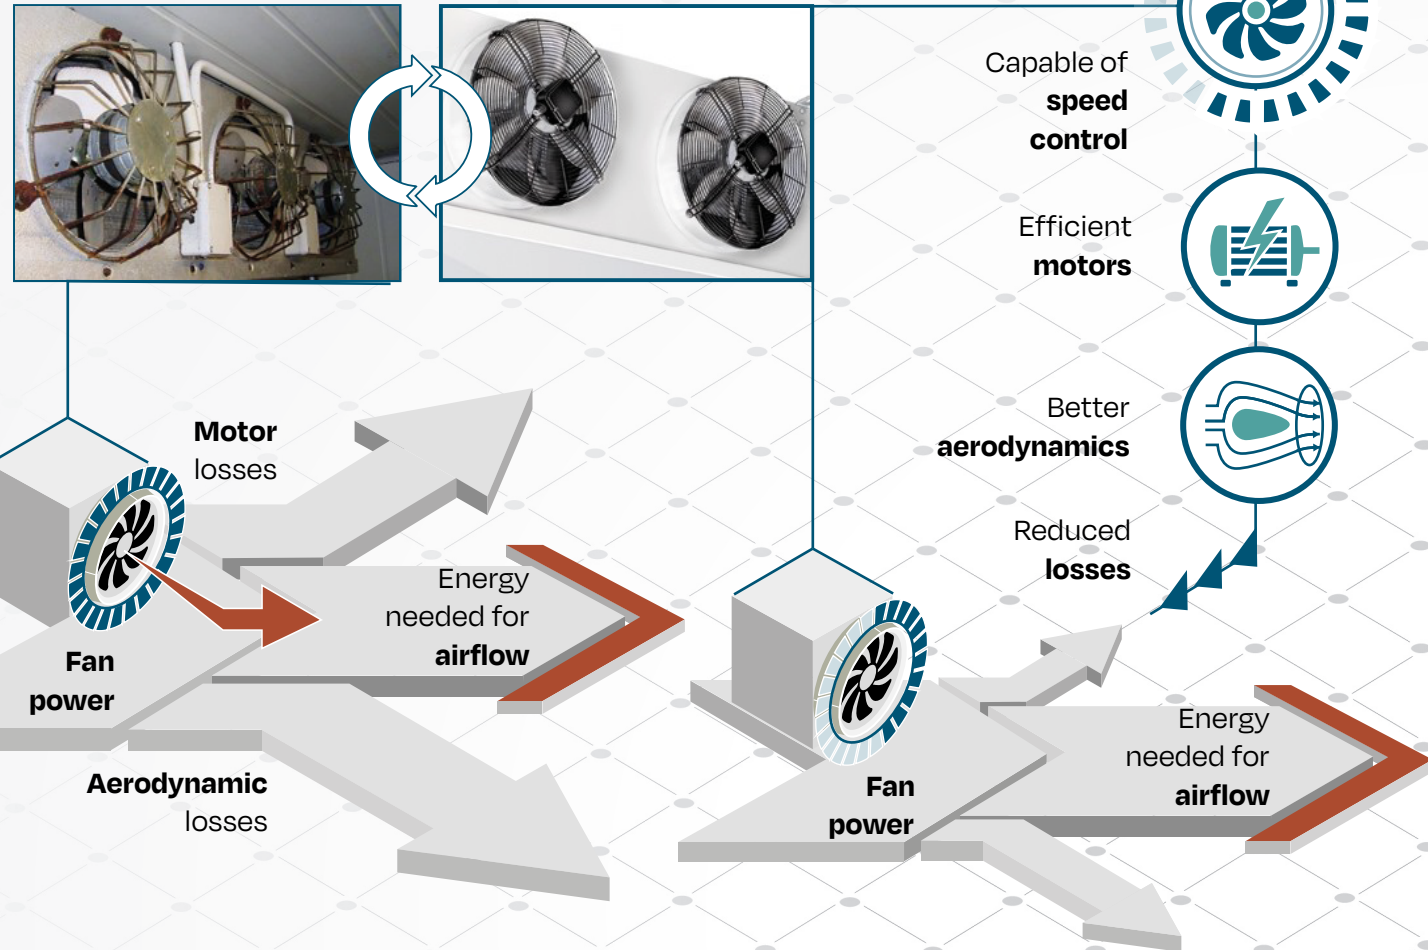 Capable of
speed
control
Efficient
motors
Better
aerodynamics
Reduced
losses
Motor
losses
Energy
needed for
airflow
Fan
power
Aerodynamic
losses
Energy
needed for
airflow
Fan
power